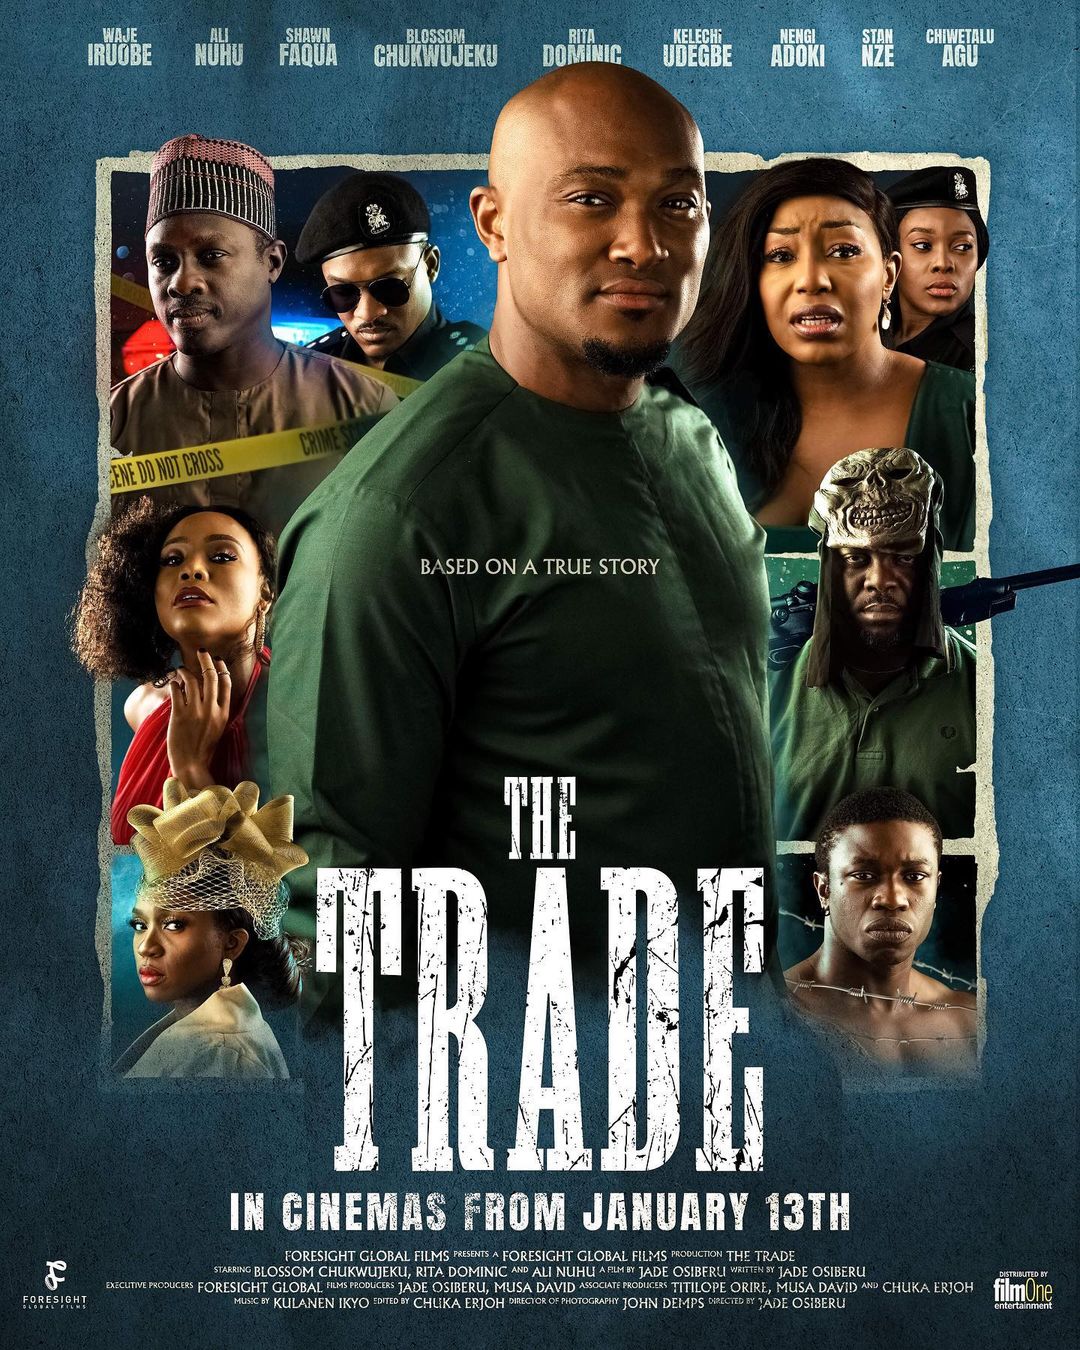 WAJE IRUOBE
ALI NUHU
SHAWN FAQUA
BLOSSOM CHUKWUJEKU
RITA DOMINIC
KELECHI UDEGBE
NENGI ADOKI
STAN NZE
CHIWETALU AGU
CRIME S
ENE DO NOT CROSS
BASED ON A TRUE STORY
THE
TRADE
IN CINEMAS FROM JANUARY 13TH
FORESIGHT GLOBAL FILMS PRESENTS A FORESIGHT GLOBAL FILMS PRODUCTION THE TRADE
STARRING BLOSSOM CHUKWUJEKU, RITA DOMINIC AND ALI NUHU A FILM BY JADE OSIBERU WRITTEN BY JADE OSIBERU
EXECUTIVE PRODUCERS FORESIGHT GLOBAL FILMS PRODUCERS JADE OSIBERU, MUSA DAVID ASSOCIATE PRODUCERS TITILOPE ORIRE, MUSA DAVID AND CHUKA ERJOH
MUSIC BY KULANEN IKYO EDITED BY CHUKA ERJOH DIRECTOR OF PHOTOGRAPHY JOHN DEMPS DIRECTED BY JADE OSIBERU
FORESIGHT
GLOBAL FILMS
DISTRIBUTED BY
filmOne
entertainment